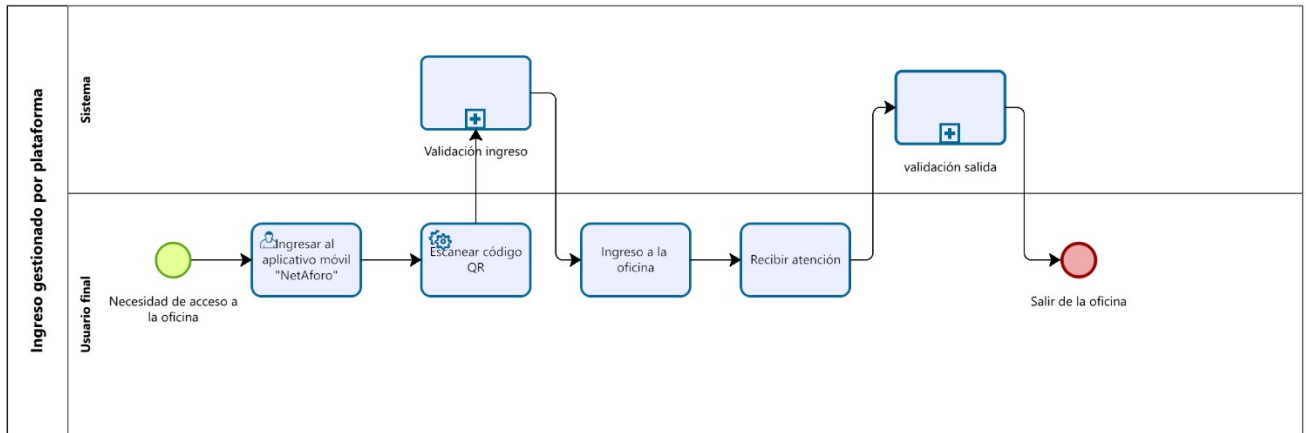 Ingreso gestionado por plataforma
Sistema
Validación ingreso
validación salida
Usuario final
Necesidad de acceso a
la oficina
Ingresar al
aplicativo móvil
"NetAforo"
Escanear código
QR
Ingreso a la
oficina
Recibir atención
Salir de la oficina